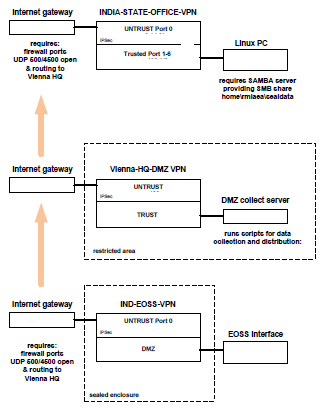 Internet gateway
INDIA-STATE-OFFICE-VPN
UNTRUST Port 0
IPSec
Trusted Port 1-6
requires:
firewall ports
UDP 500/4500 open
& routing to
Vienna HQ
Linux PC
requires SAMBA server
providing SMB share
home\rmiaea\sealdata
Internet gateway
Vienna-HQ-DMZ VPN
UNTRUST
IPSec
TRUST
DMZ collect server
runs scripts for data
collection and distribution:
restricted area
Internet gateway
IND-EOSS-VPN
UNTRUST Port 0
IPSec
DMZ
requires:
firewall ports
UDP 500/4500 open
& routing to
Vienna HQ
EOSS Interface
sealed enclosure